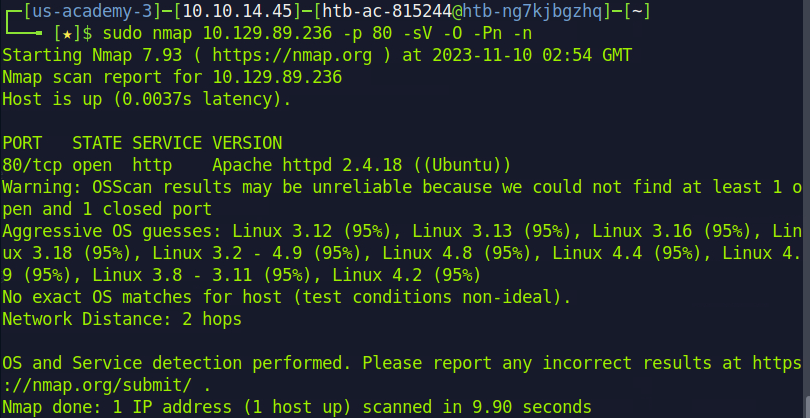 ┌─[us-academy-3]─[10.10.14.45]─[htb-ac-815244@htb-ng7kjbgzhq]─[~]
└──╼ [★]$ sudo nmap 10.129.89.236 -p 80 -sV -O -Pn -n
Starting Nmap 7.93 ( https://nmap.org ) at 2023-11-10 02:54 GMT
Nmap scan report for 10.129.89.236
Host is up (0.0037s latency).

PORT   STATE SERVICE VERSION
80/tcp open  http    Apache httpd 2.4.18 ((Ubuntu))
Warning: OSScan results may be unreliable because we could not find at least 1 o
pen and 1 closed port
Aggressive OS guesses: Linux 3.12 (95%), Linux 3.13 (95%), Linux 3.16 (95%), Lin
ux 3.18 (95%), Linux 3.2 - 4.9 (95%), Linux 4.8 (95%), Linux 4.4 (95%), Linux 4.
9 (95%), Linux 3.8 - 3.11 (95%), Linux 4.2 (95%)
No exact OS matches for host (test conditions non-ideal).
Network Distance: 2 hops

OS and Service detection performed. Please report any incorrect results at https
://nmap.org/submit/ .
Nmap done: 1 IP address (1 host up) scanned in 9.90 seconds